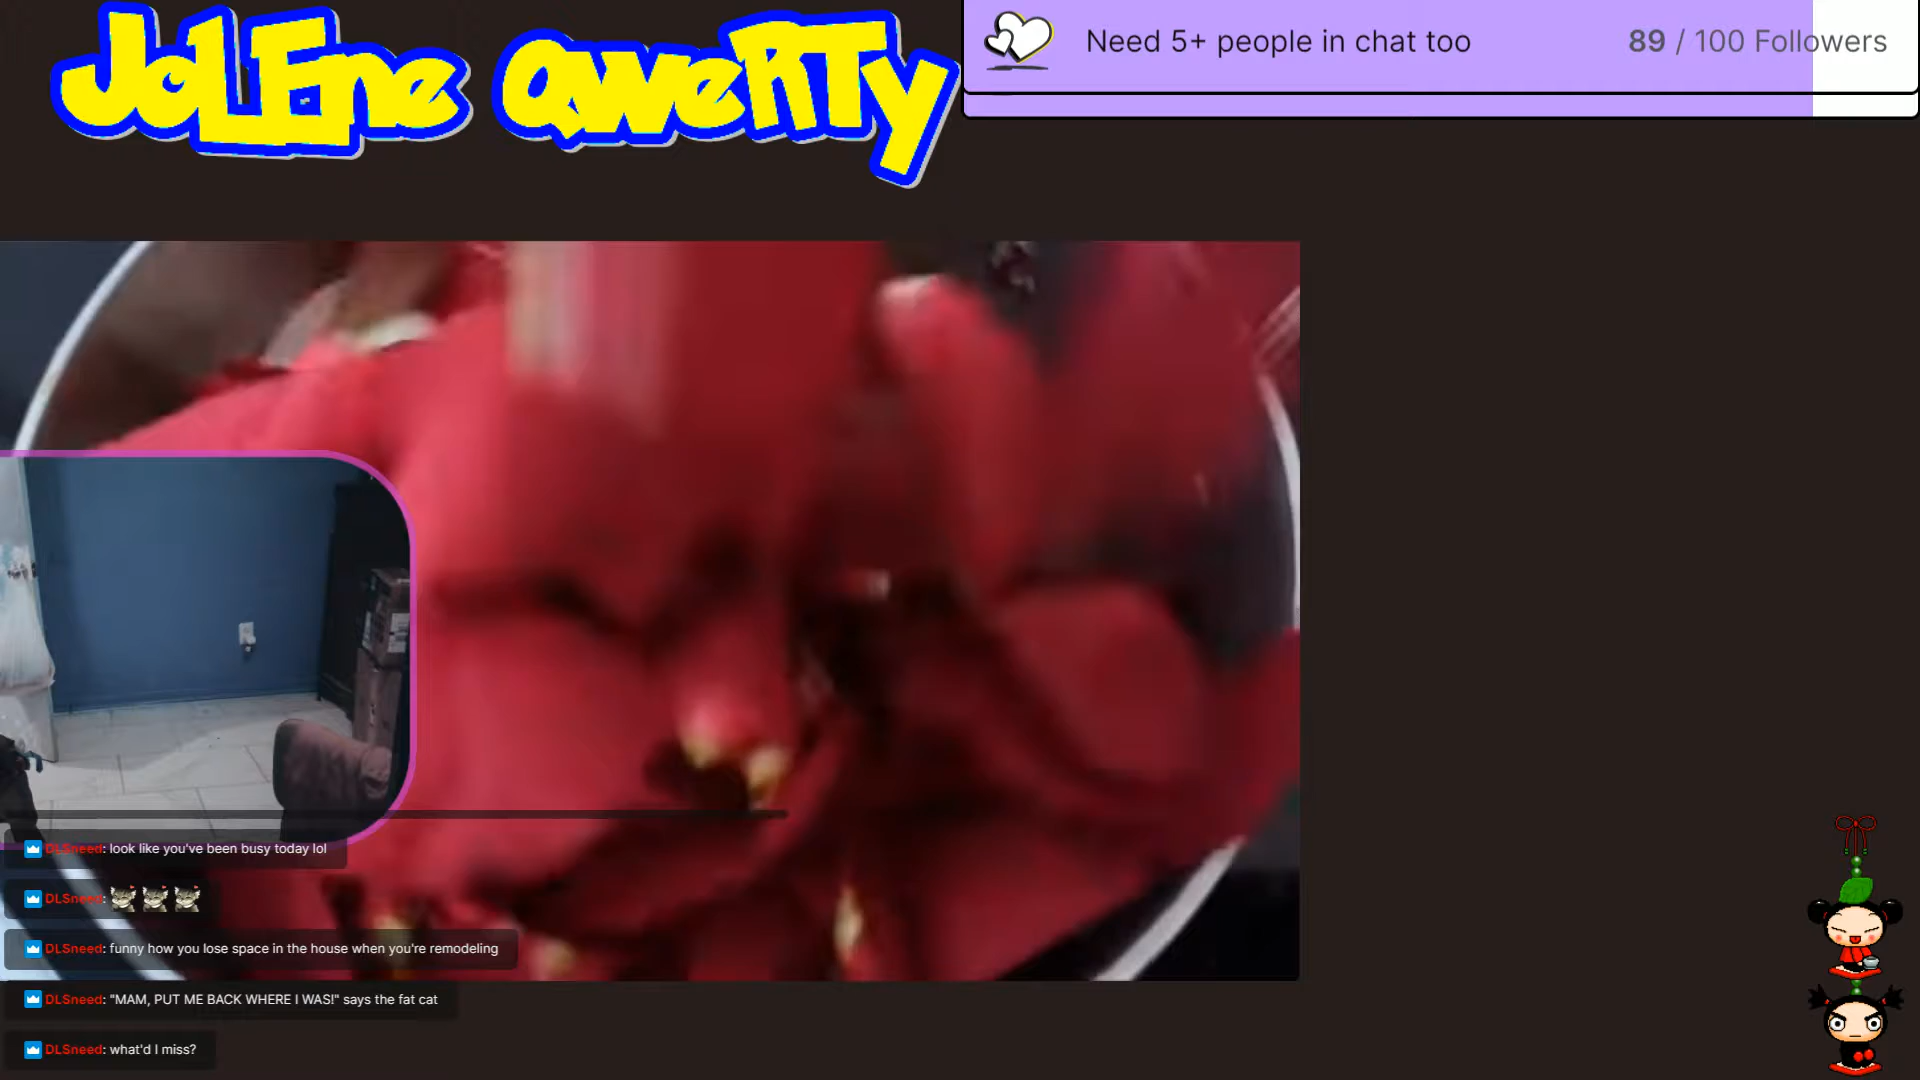 JoLEne QweRTy
Need 5+ people in chat too
89 / 100 Followers
DLSneed: look like you've been busy today lol
DLSneed:
DLSneed: funny how you lose space in the house when you're remodeling
DLSneed: "MAM, PUT ME BACK WHERE I WAS!" says the fat cat
DLSneed: what'd I miss?